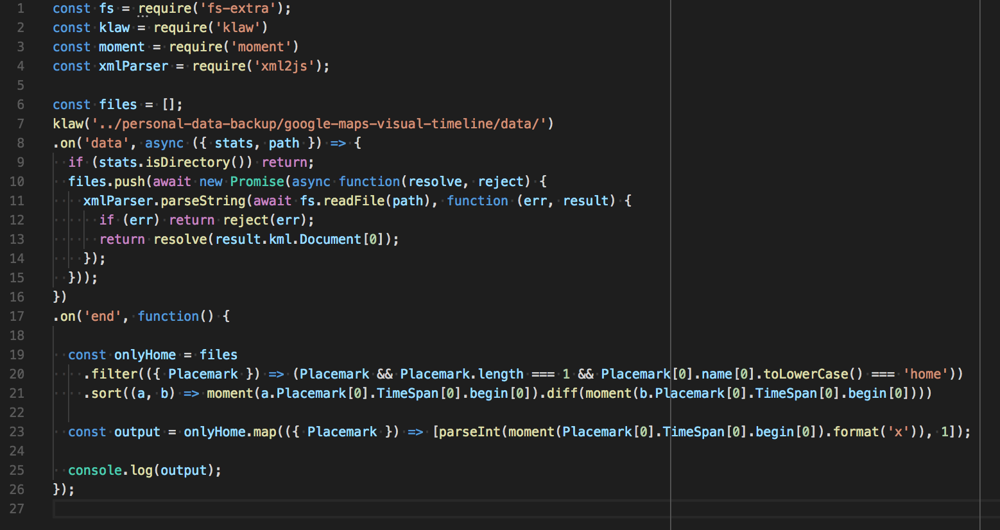 1 const fs = require('fs-extra');
2 const klaw = require('klaw')
3 const moment = require('moment')
4 const xmlParser = require('xml2js');
5
6 const files = [];
7 klaw('../personal-data-backup/google-maps-visual-timeline/data/')
8 .on('data', async ({ stats, path }) => {
9   if (stats.isDirectory()) return;
10   files.push(await new Promise(async function(resolve, reject) {
11     xmlParser.parseString(await fs.readFile(path), function (err, result) {
12       if (err) return reject(err);
13       return resolve(result.kml.Document[0]);
14     });
15   }));
16 })
17 .on('end', function() {
18
19   const onlyHome = files
20     .filter(({ Placemark }) => (Placemark && Placemark.length === 1 && Placemark[0].name[0].toLowerCase() === 'home'))
21     .sort((a, b) => moment(a.Placemark[0].TimeSpan[0].begin[0]).diff(moment(b.Placemark[0].TimeSpan[0].begin[0])))
22
23   const output = onlyHome.map(({ Placemark }) => [parseInt(moment(Placemark[0].TimeSpan[0].begin[0]).format('x')), 1]);
24
25   console.log(output);
26 });
27